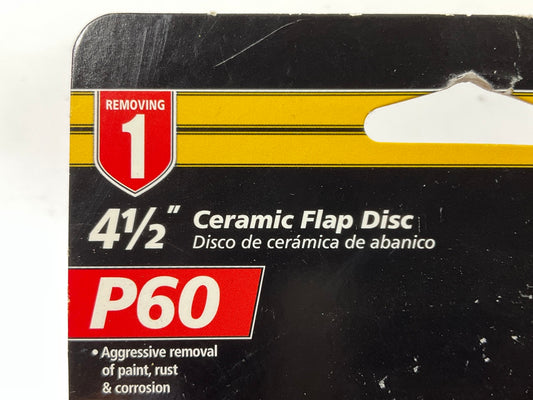 REMOVING
1
4½" Ceramic Flap Disc
Disco de cerámica de abanico
P60
• Aggressive removal
of paint, rust
& corrosion